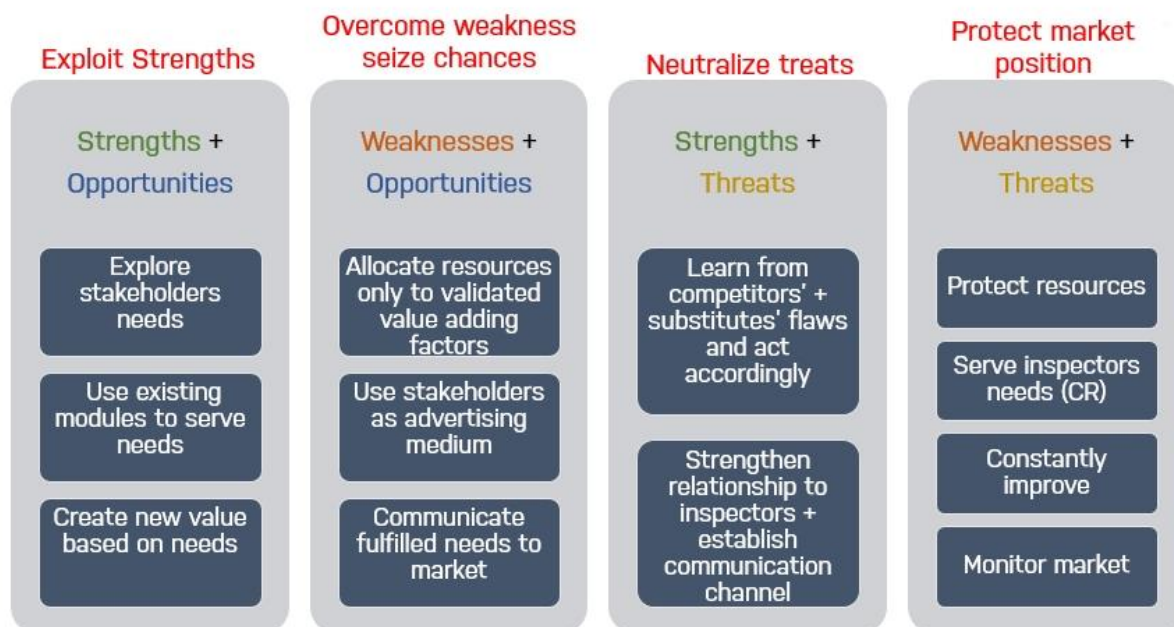 Exploit Strengths
Strengths +
Opportunities
Explore
stakeholders
needs
Use existing
modules to serve
needs
Create new value
based on needs
Overcome weakness
seize chances
Weaknesses +
Opportunities
Allocate resources
only to validated
value adding
factors
Use stakeholders
as advertising
medium
Communicate
fulfilled needs to
market
Neutralize treats
Strengths +
Threats
Learn from
competitors' +
substitutes' flaws
and act
accordingly
Strengthen
relationship to
inspectors +
establish
communication
channel
Protect market
position
Weaknesses +
Threats
Protect resources
Serve inspectors
needs (CR)
Constantly
improve
Monitor market